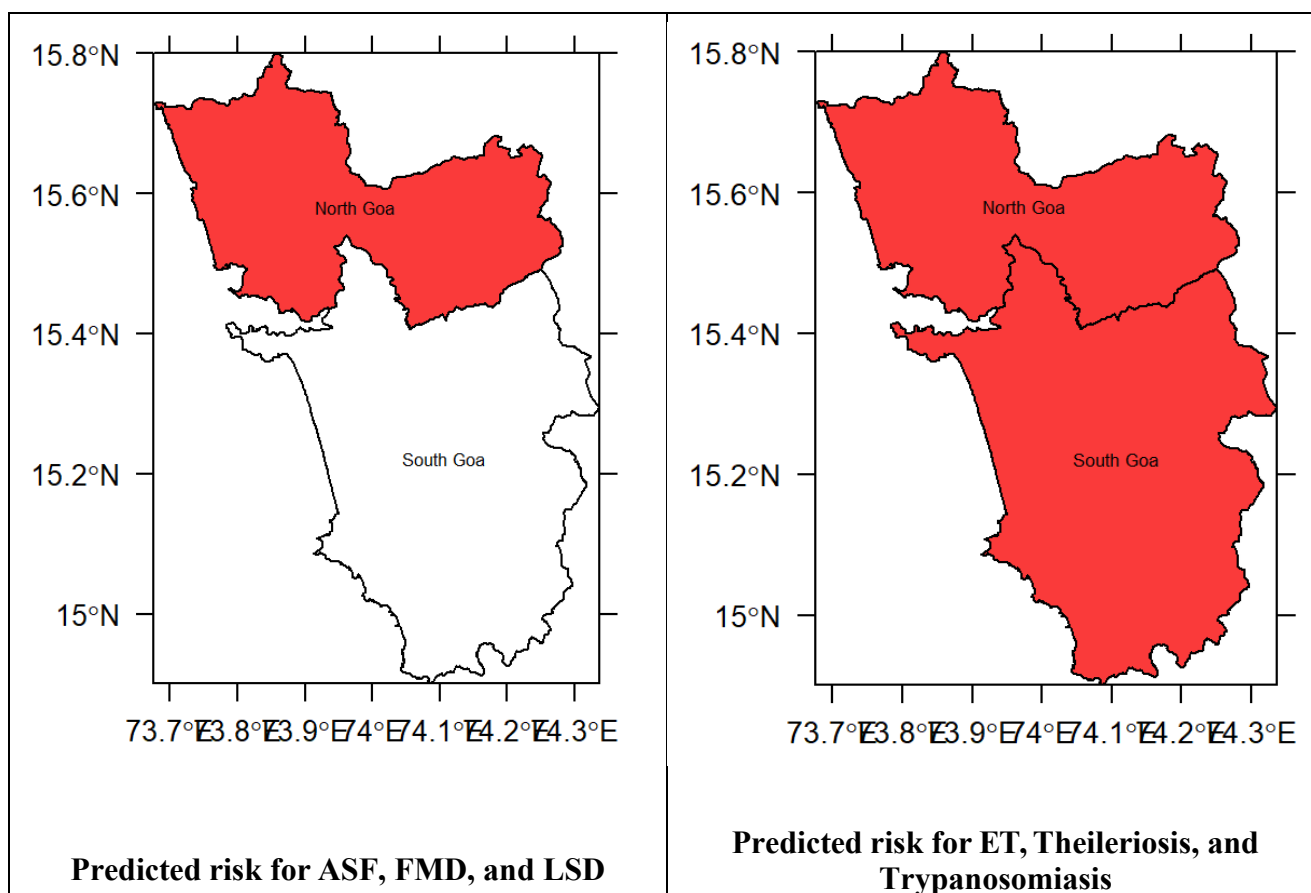 15.8°N
15.6°N
15.4°N
15.2°N
15°N
North Goa
South Goa
73.7°E 73.8°E 73.9°E 74°E 74.1°E 74.2°E 74.3°E
Predicted risk for ASF, FMD, and LSD
15.8°N
15.6°N
15.4°N
15.2°N
15°N
North Goa
South Goa
73.7°E 73.8°E 73.9°E 74°E 74.1°E 74.2°E 74.3°E
Predicted risk for ET, Theileriosis, and
Trypanosomiasis